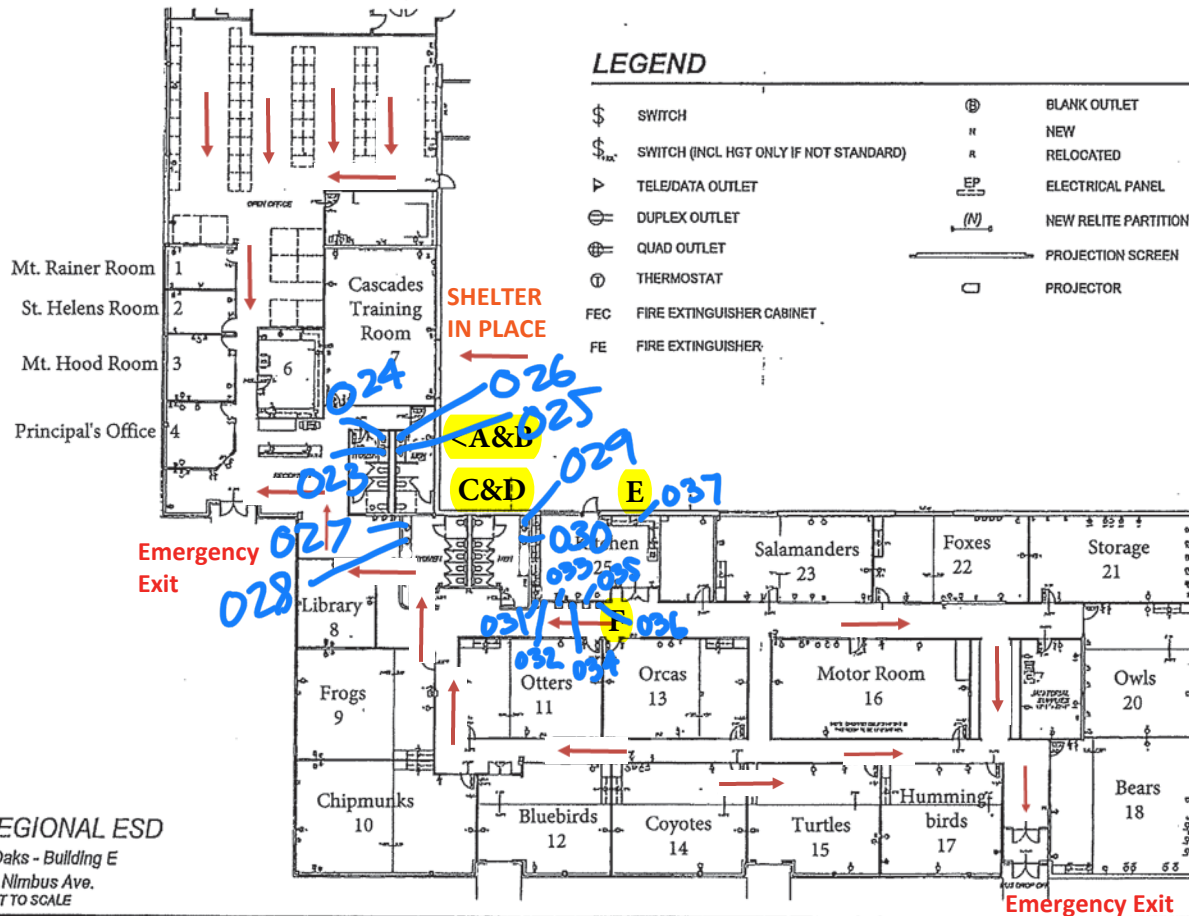 LEGEND
SWITCH
SWITCH (INCL HGT ONLY IF NOT STANDARD)
TELE/DATA OUTLET
DUPLEX OUTLET
QUAD OUTLET
T THERMOSTAT
FEC FIRE EXTINGUISHER CABINET
FE FIRE EXTINGUISHER
B BLANK OUTLET
N NEW
R RELOCATED
EP ELECTRICAL PANEL
(N) NEW RELITE PARTITION
PROJECTION SCREEN
PROJECTOR
OPEN OFFICE
Mt. Rainer Room 1
St. Helens Room 2
Mt. Hood Room 3
Principal's Office 4
6
Cascades
Training
Room
7
SHELTER
IN PLACE
024
026
025
023
<A&B
C&D
029
E
037
027
028
030
Emergency
Exit
Kitchen
25
033
035
031
032
034
036
F
Library
8
Salamanders
23
Foxes
22
Storage
21
Frogs
9
Otters
11
Orcas
13
Motor Room
16
Owls
20
Chipmunks
10
Bluebirds
12
Coyotes
14
Turtles
15
Humming
birds
17
Bears
18
EGIONAL ESD
Oaks - Building E
Nimbus Ave.
T TO SCALE
BUS DROP OFF
Emergency Exit